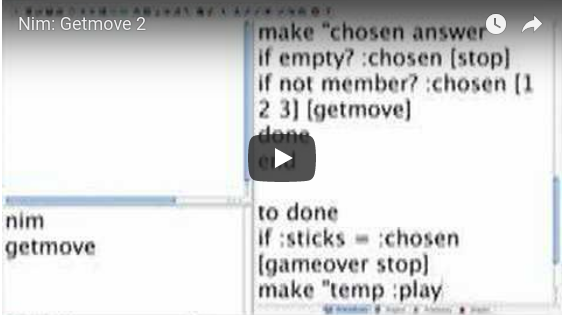 Nim: Getmove 2
make "chosen answer
if empty? :chosen [stop]
if not member? :chosen [1
2 3] [getmove]
done
end
to done
if :sticks = :chosen
[gameover stop]
make "temp :play
nim
getmove